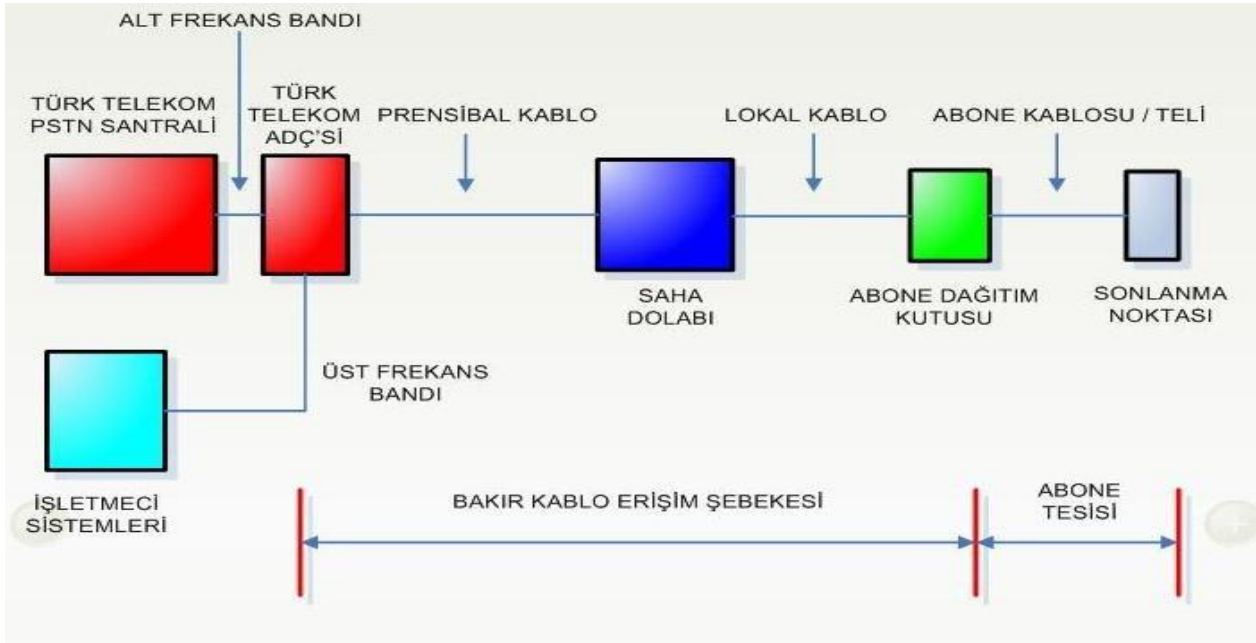 ALT FREKANS BANDI
TÜRK TELEKOM
PSTN SANTRALİ
TÜRK
TELEKOM
ADÇ'Sİ
PRENSİBAL KABLO
LOKAL KABLO
ABONE KABLOSU / TELİ
SAHA
DOLABI
ABONE DAĞITIM
KUTUSU
SONLANMA
NOKTASI
ÜST FREKANS
BANDI
İŞLETMECİ
SİSTEMLERİ
BAKIR KABLO ERİŞİM ŞEBEKESİ
ABONE
TESİSİ